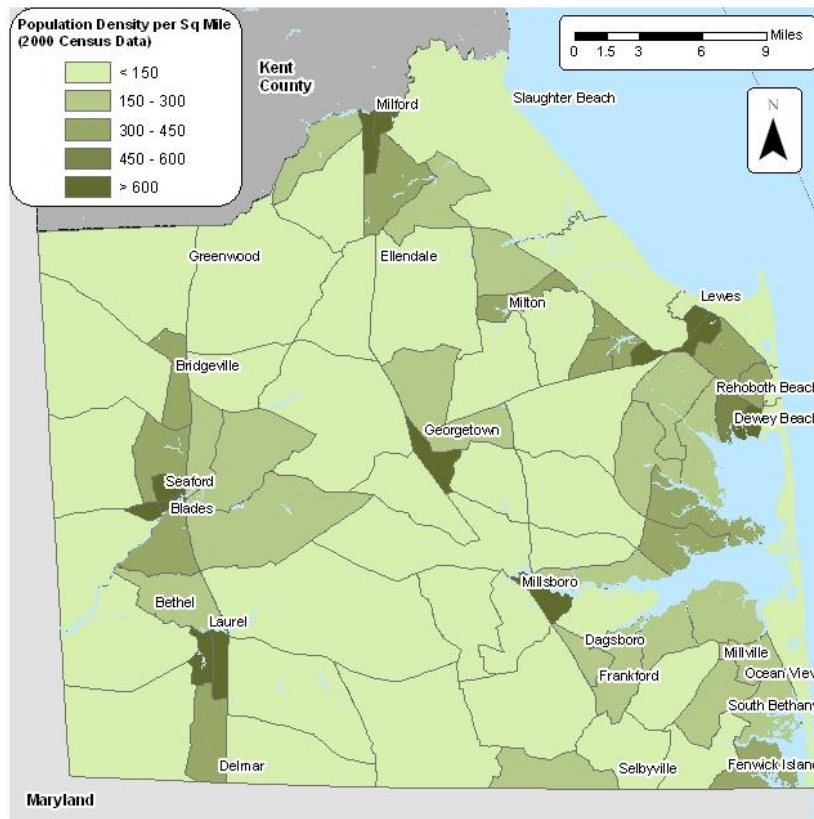 Population Density per Sq Mile
(2000 Census Data)
< 150
150 - 300
300 - 450
450 - 600
> 600
Miles
0 1.5 3 6 9
N
Kent
County
Milford
Slaughter Beach
Greenwood
Ellendale
Lewes
Milton
Bridgeville
Rehoboth Beach
Dewey Beach
Georgetown
Seaford
Blades
Millsboro
Bethel
Laurel
Dagsboro
Millville
Frankford
Ocean View
South Bethany
Delmar
Selbyville
Fenwick Island
Maryland